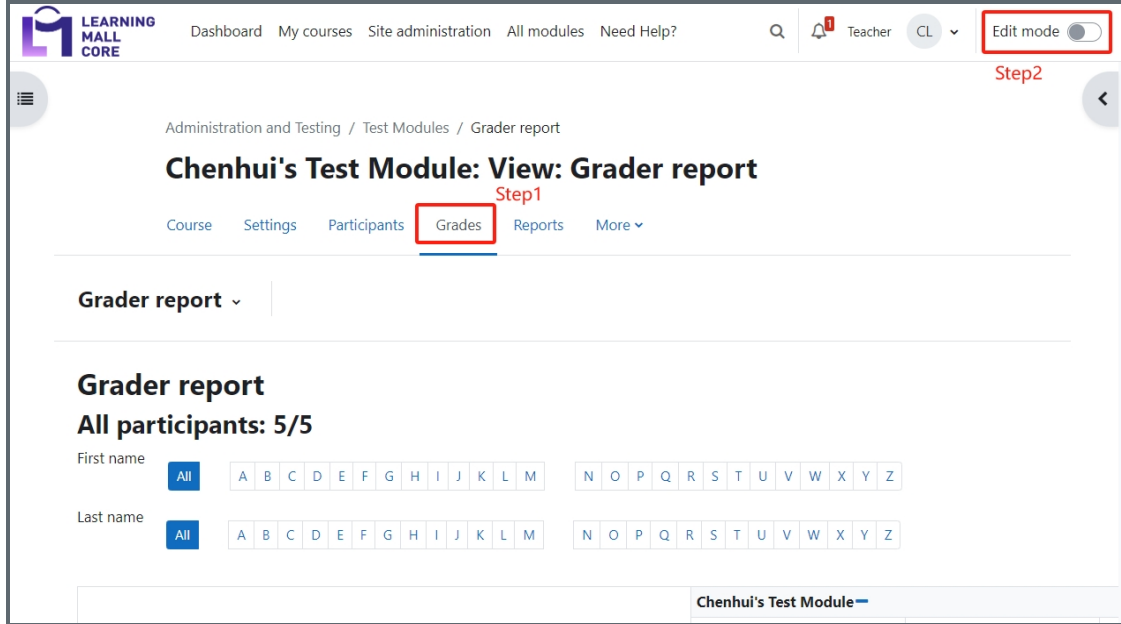 LEARNING
MALL
CORE
Dashboard My courses Site administration All modules Need Help? 1 Teacher CL Edit mode
Step2
Administration and Testing / Test Modules / Grader report
Chenhui's Test Module: View: Grader report
Step1
Course Settings Participants Grades Reports More
Grader report
Grader report
All participants: 5/5
First name
All A B C D E F G H I J K L M N O P Q R S T U V W X Y Z
Last name
All A B C D E F G H I J K L M N O P Q R S T U V W X Y Z
Chenhui's Test Module